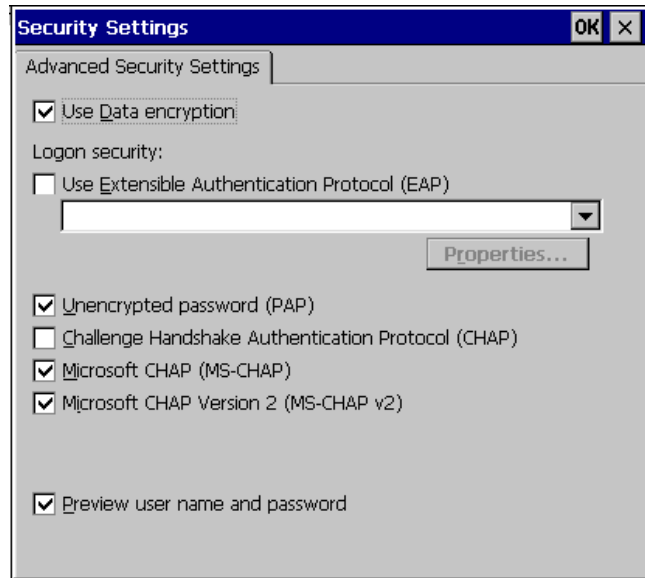 Security Settings OK ×
Advanced Security Settings
Use Data encryption
Logon security:
Use Extensible Authentication Protocol (EAP)
Properties...
Unencrypted password (PAP)
Challenge Handshake Authentication Protocol (CHAP)
Microsoft CHAP (MS-CHAP)
Microsoft CHAP Version 2 (MS-CHAP v2)
Preview user name and password